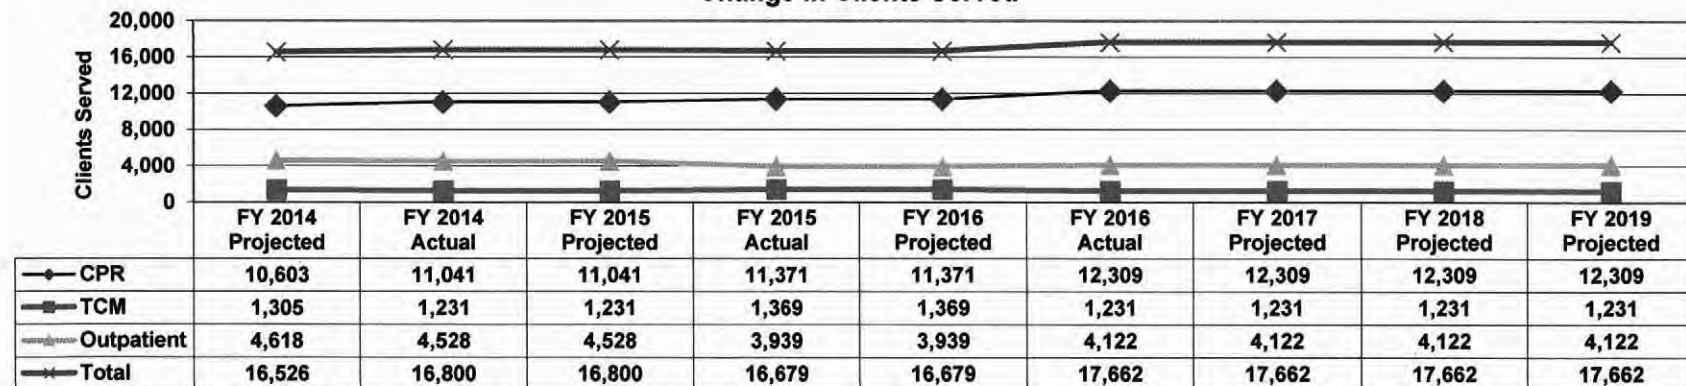 Change in Clients Served
20,000
16,000
12,000
8,000
4,000
0
Clients Served
FY 2014 Projected FY 2014 Actual FY 2015 Projected FY 2015 Actual FY 2016 Projected FY 2016 Actual FY 2017 Projected FY 2018 Projected FY 2019 Projected
CPR 10,603 11,041 11,041 11,371 11,371 12,309 12,309 12,309 12,309
TCM 1,305 1,231 1,231 1,369 1,369 1,231 1,231 1,231 1,231
Outpatient 4,618 4,528 4,528 3,939 3,939 4,122 4,122 4,122 4,122
Total 16,526 16,800 16,800 16,679 16,679 17,662 17,662 17,662 17,662